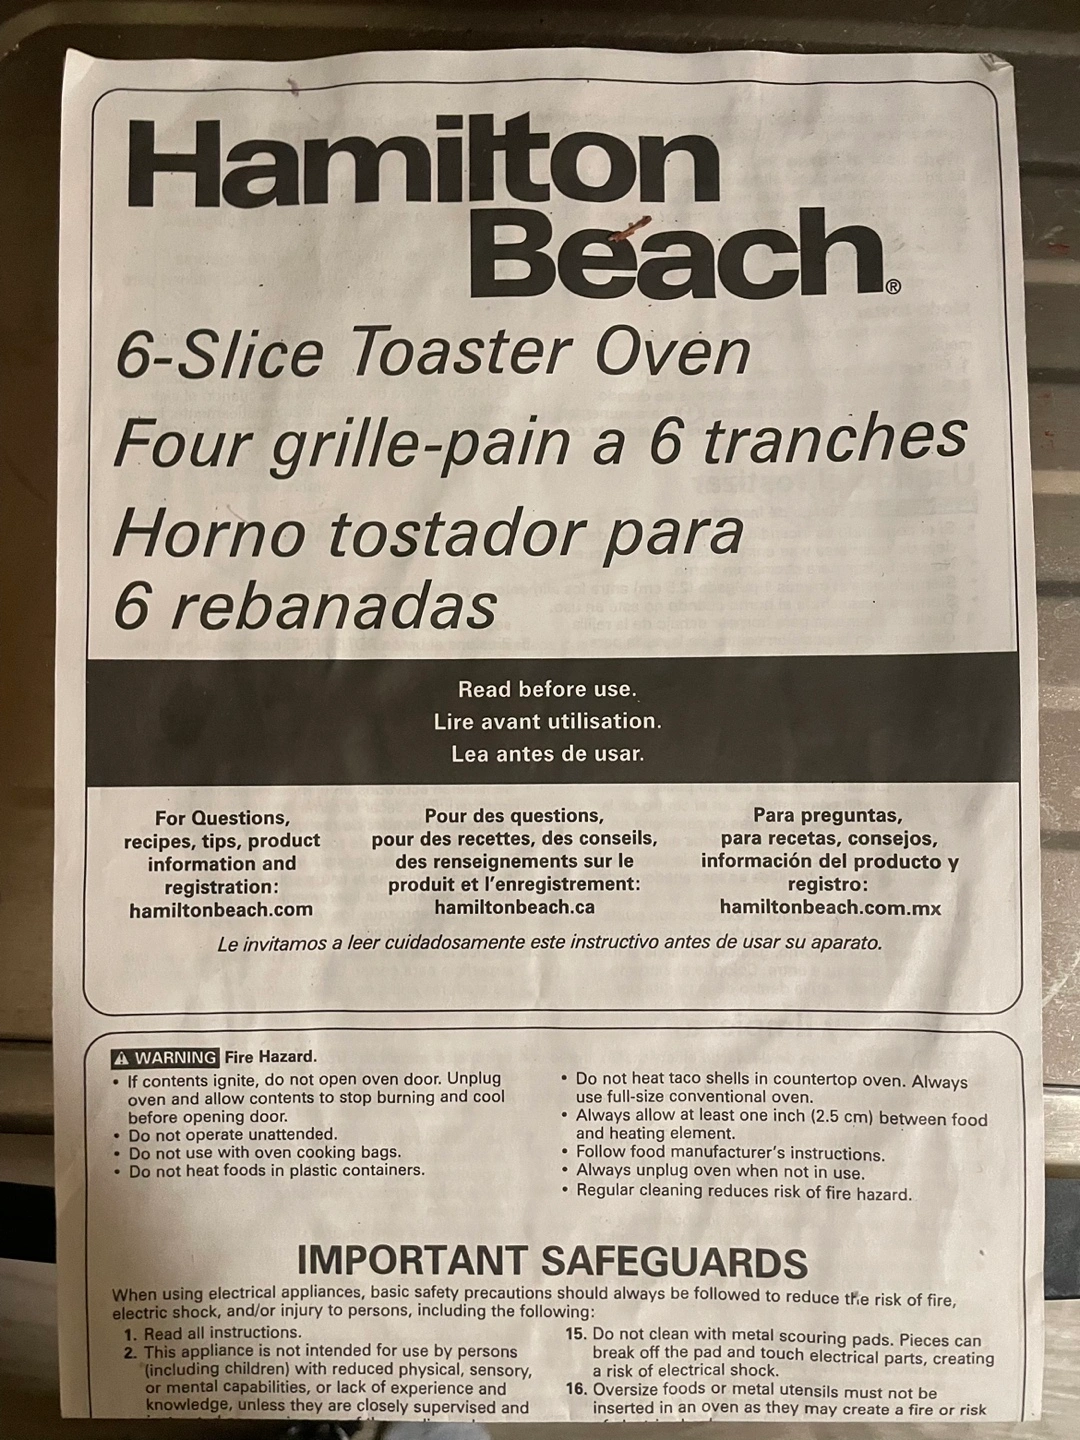 Hamilton
Beach®
6-Slice Toaster Oven
Four grille-pain a 6 tranches
Horno tostador para
6 rebanadas
Read before use.
Lire avant utilisation.
Lea antes de usar.
For Questions,
recipes, tips, product
information and
registration:
hamiltonbeach.com
Pour des questions,
pour des recettes, des conseils,
des renseignements sur le
produit et l'enregistrement:
hamiltonbeach.ca
Para preguntas,
para recetas, consejos,
información del producto y
registro:
hamiltonbeach.com.mx
Le invitamos a leer cuidadosamente este instructivo antes de usar su aparato.
⚠ WARNING Fire Hazard.
• If contents ignite, do not open oven door. Unplug
oven and allow contents to stop burning and cool
before opening door.
• Do not operate unattended.
• Do not use with oven cooking bags.
• Do not heat foods in plastic containers.
• Do not heat taco shells in countertop oven. Always
use full-size conventional oven.
• Always allow at least one inch (2.5 cm) between food
and heating element.
• Follow food manufacturer's instructions.
• Always unplug oven when not in use.
• Regular cleaning reduces risk of fire hazard.
IMPORTANT SAFEGUARDS
When using electrical appliances, basic safety precautions should always be followed to reduce the risk of fire,
electric shock, and/or injury to persons, including the following:
1. Read all instructions.
2. This appliance is not intended for use by persons
(including children) with reduced physical, sensory,
or mental capabilities, or lack of experience and
knowledge, unless they are closely supervised and
15. Do not clean with metal scouring pads. Pieces can
break off the pad and touch electrical parts, creating
a risk of electrical shock.
16. Oversize foods or metal utensils must not be
inserted in an oven as they may create a fire or risk